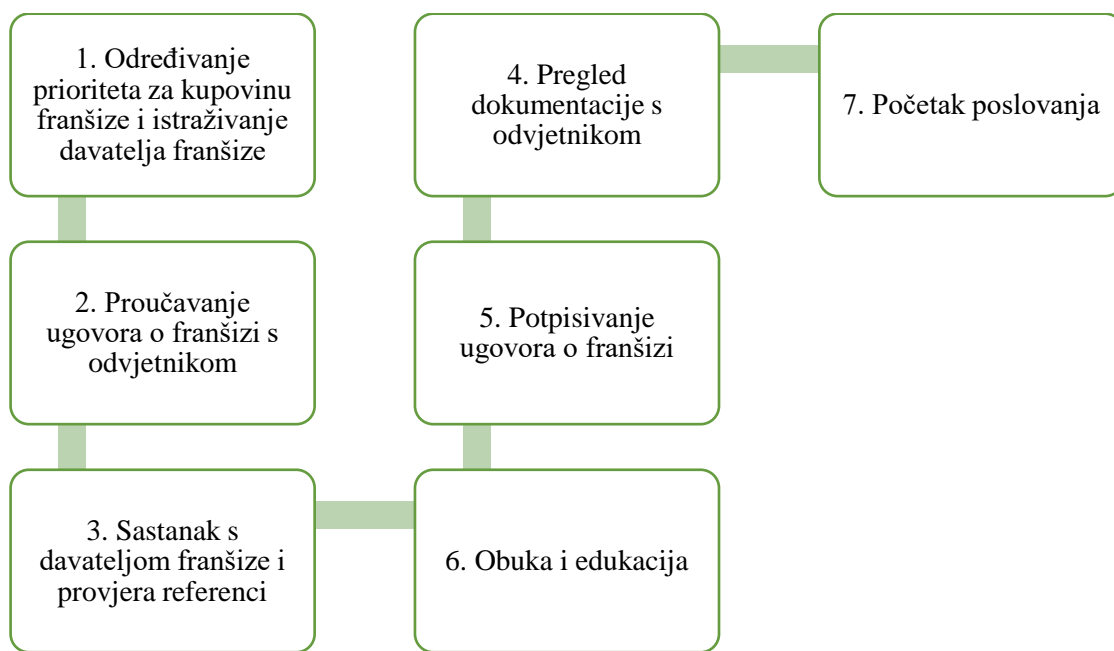 1. Određivanje
prioriteta za kupovinu
franšize i istraživanje
davatelja franšize
2. Proučavanje
ugovora o franšizi s
odvjetnikom
3. Sastanak s
davateljom franšize i
provjera referenci
4. Pregled
dokumentacije s
odvjetnikom
5. Potpisivanje
ugovora o franšizi
6. Obuka i edukacija
7. Početak poslovanja